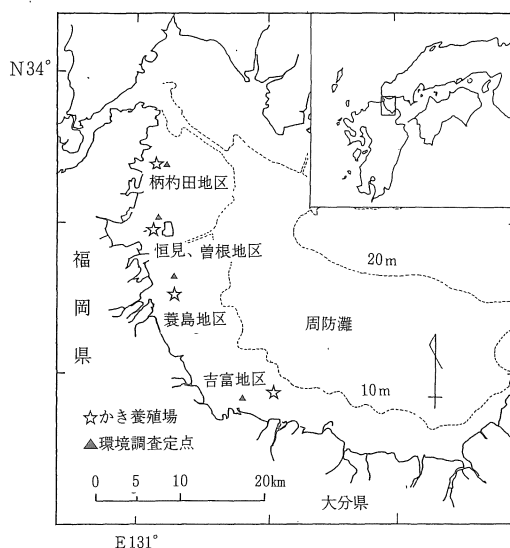 N34°
柄杓田地区
恒見、曽根地区
20m
福岡県
蓑島地区
周防灘
吉富地区
10m
☆かき養殖場
▲環境調査定点
0 5 10 20km
大分県
E131°